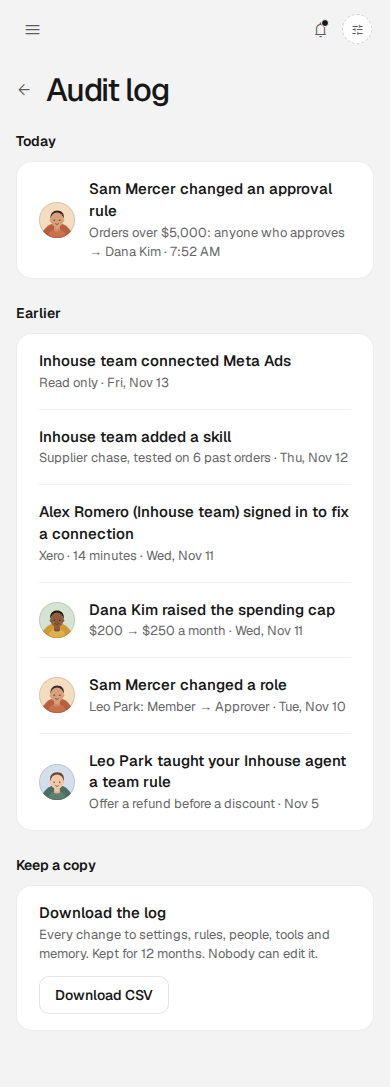 Audit log
Today
Sam Mercer changed an approval
rule
Orders over $5,000: anyone who approves
→ Dana Kim · 7:52 AM
Earlier
Inhouse team connected Meta Ads
Read only · Fri, Nov 13
Inhouse team added a skill
Supplier chase, tested on 6 past orders · Thu, Nov 12
Alex Romero (Inhouse team) signed in to fix
a connection
Xero · 14 minutes · Wed, Nov 11
Dana Kim raised the spending cap
$200 → $250 a month · Wed, Nov 11
Sam Mercer changed a role
Leo Park: Member → Approver · Tue, Nov 10
Leo Park taught your Inhouse agent
a team rule
Offer a refund before a discount · Nov 5
Keep a copy
Download the log
Every change to settings, rules, people, tools and
memory. Kept for 12 months. Nobody can edit it.
Download CSV